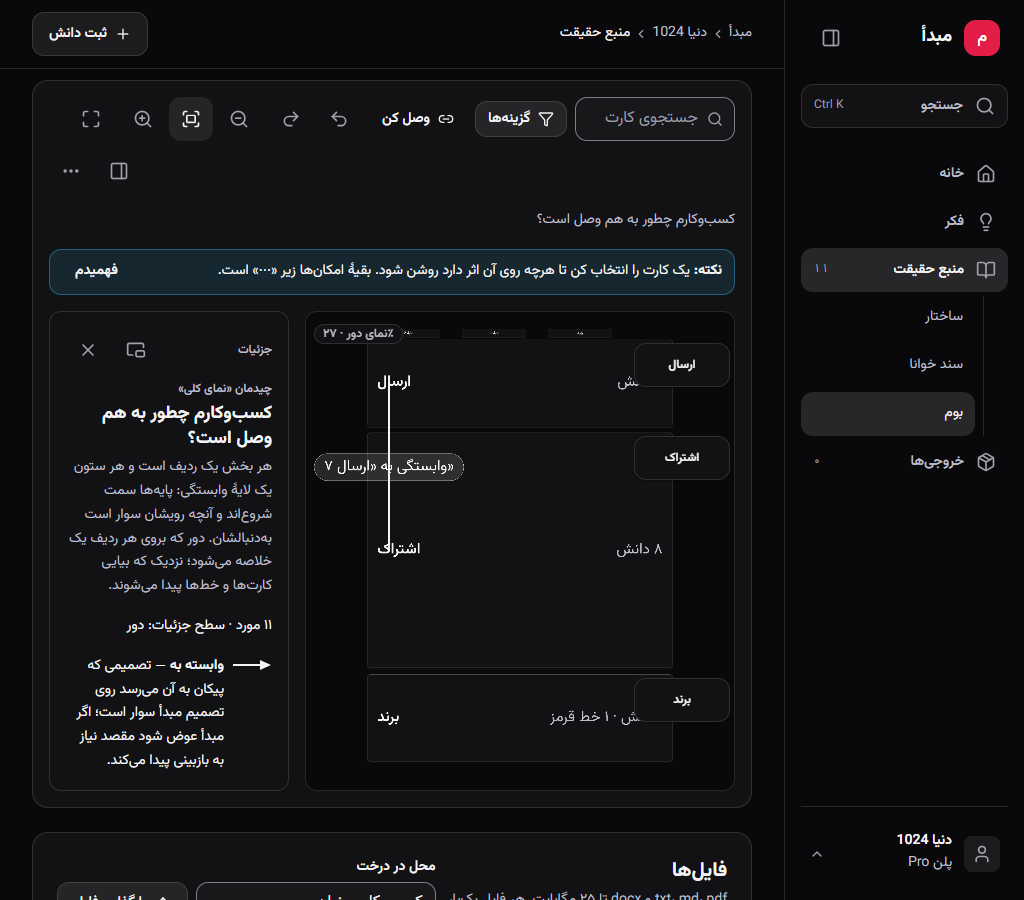 مبدأ
م
جستجو
Ctrl K
خانه
فکر
منبع حقیقت
۱۱
ساختار
سند خوانا
بوم
خروجی‌ها
۰
دنیا 1024
پلن Pro
مبدأ › دنیا 1024 › منبع حقیقت
ثبت دانش
جستجوی کارت
گزینه‌ها
وصل کن
کسب‌وکارم چطور به هم وصل است؟
نکته: یک کارت را انتخاب کن تا هرچه روی آن اثر دارد روشن شود. بقیهٔ امکان‌ها زیر «···» است.
فهمیدم
نمای دور · ۲۷٪
ارسال
ارسال
وابستگی به «ارسال» ۷
اشتراک
۸ دانش
اشتراک
برند
۱ خط قرمز
برند
جزئیات
چیدمان «نمای کلی»
کسب‌وکارم چطور به هم
وصل است؟
هر بخش یک ردیف است و هر ستون
یک لایهٔ وابستگی: پایه‌ها سمت
شروع‌اند و آنچه رویشان سوار است
به‌دنبالشان. دور که بروی هر ردیف یک
خلاصه می‌شود؛ نزدیک که بیایی
کارت‌ها و خط‌ها پیدا می‌شوند.
۱۱ مورد · سطح جزئیات: دور
وابسته به — تصمیمی که
پیکان به آن می‌رسد روی
تصمیم مبدأ سوار است؛ اگر
مبدأ عوض شود مقصد نیاز
به بازبینی پیدا می‌کند.
فایل‌ها
محل در درخت